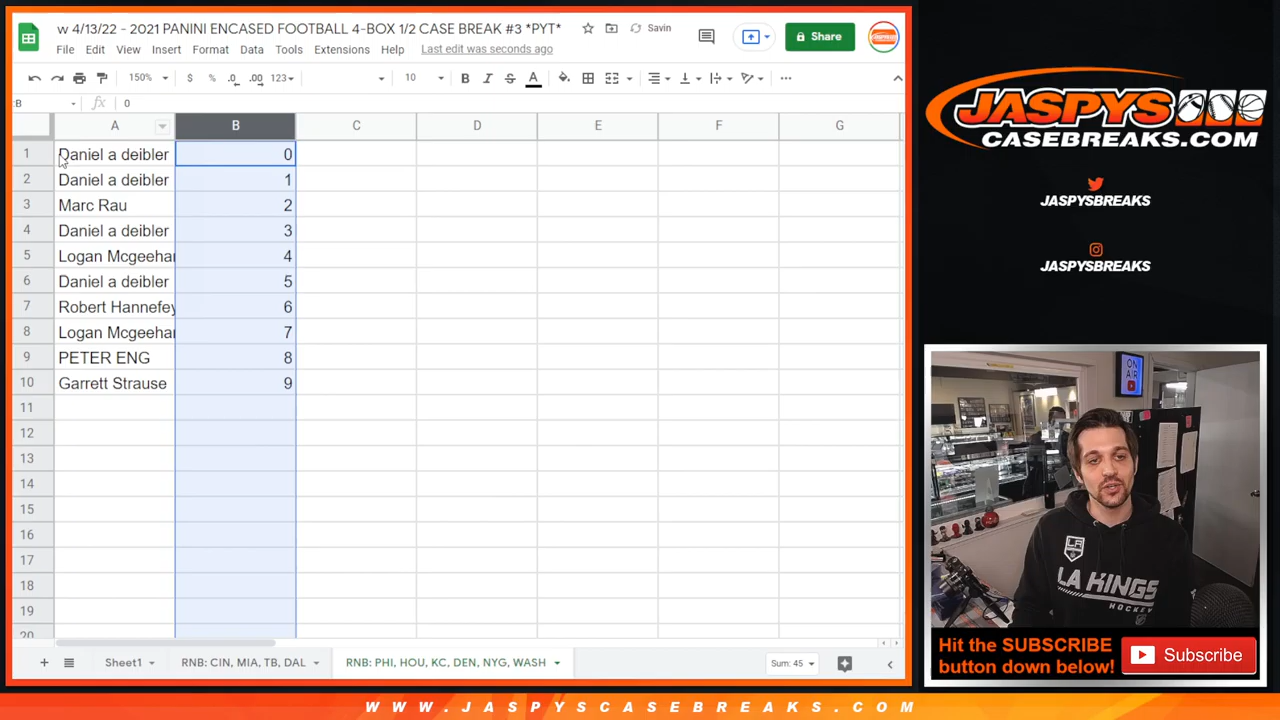 w 4/13/22 - 2021 PANINI ENCASED FOOTBALL 4-BOX 1/2 CASE BREAK #3 *PYT*
Savin
File Edit View Insert Format Data Tools Extensions Help Last edit was seconds ago
Share
150% $ % .0 .00 123 10 B I S A
:B fx 0
A B C D E F G
1 Daniel a deibler 0
2 Daniel a deibler 1
3 Marc Rau 2
4 Daniel a deibler 3
5 Logan Mcgeehan 4
6 Daniel a deibler 5
7 Robert Hannefey 6
8 Logan Mcgeehan 7
9 PETER ENG 8
10 Garrett Strause 9
11
12
13
14
15
16
17
18
19
20
Sheet1 RNB: CIN, MIA, TB, DAL RNB: PHI, HOU, KC, DEN, NYG, WASH Sum: 45
JASPYS
CASEBREAKS.COM
JASPYSBREAKS
JASPYSBREAKS
ON AIR
LA KINGS
HOCKEY
Hit the SUBSCRIBE
button down below!
Subscribe
WWW.JASPYSCASEBREAKS.COM